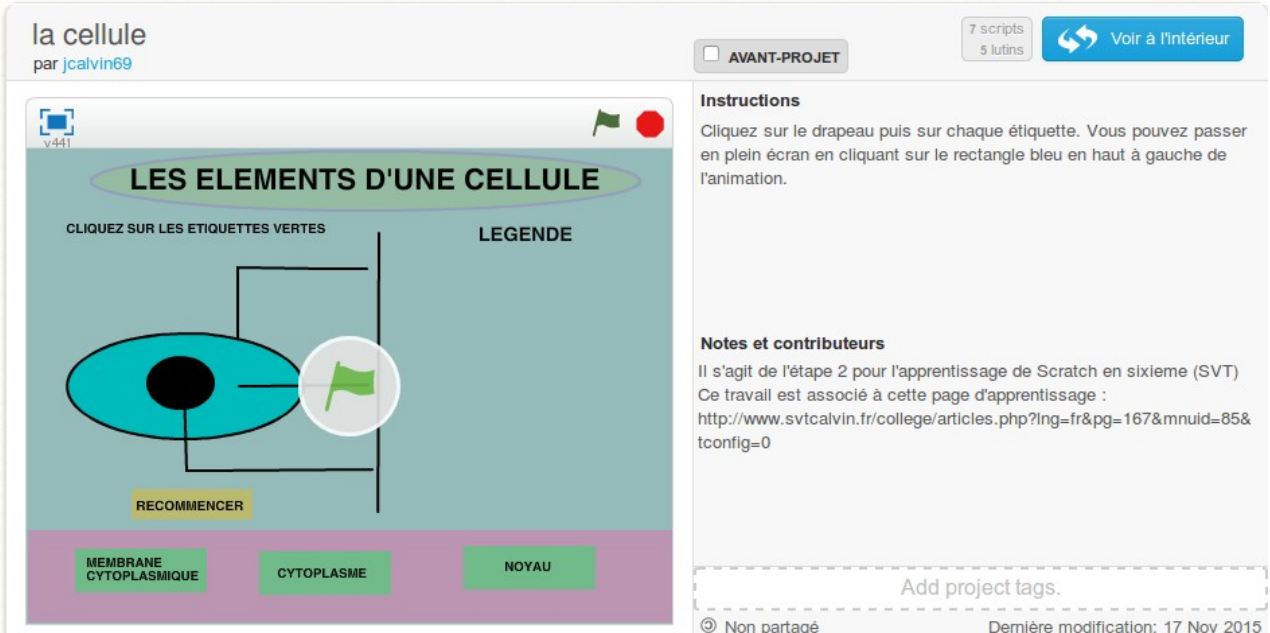 la cellule
par jcalvin69
AVANT-PROJET
7 scripts
5 lutins
Voir à l'intérieur
v441
LES ELEMENTS D'UNE CELLULE
CLIQUEZ SUR LES ETIQUETTES VERTES
LEGENDE
RECOMMENCER
MEMBRANE
CYTOPLASMIQUE
CYTOPLASME
NOYAU
Instructions
Cliquez sur le drapeau puis sur chaque étiquette. Vous pouvez passer
en plein écran en cliquant sur le rectangle bleu en haut à gauche de
l'animation.
Notes et contributeurs
Il s'agit de l'étape 2 pour l'apprentissage de Scratch en sixieme (SVT)
Ce travail est associé à cette page d'apprentissage :
http://www.svtcalvin.fr/college/articles.php?lng=fr&pg=167&mnuid=85&
tconfig=0
Add project tags.
Non partagé
Dernière modification: 17 Nov 2015